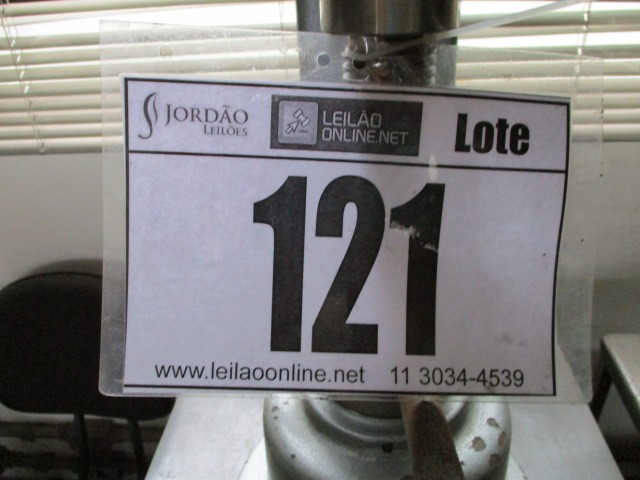 JORDÃO
LEILÕES
LEILÃO
ONLINE.NET
Lote
121
www.leilaoonline.net 11 3034-4539